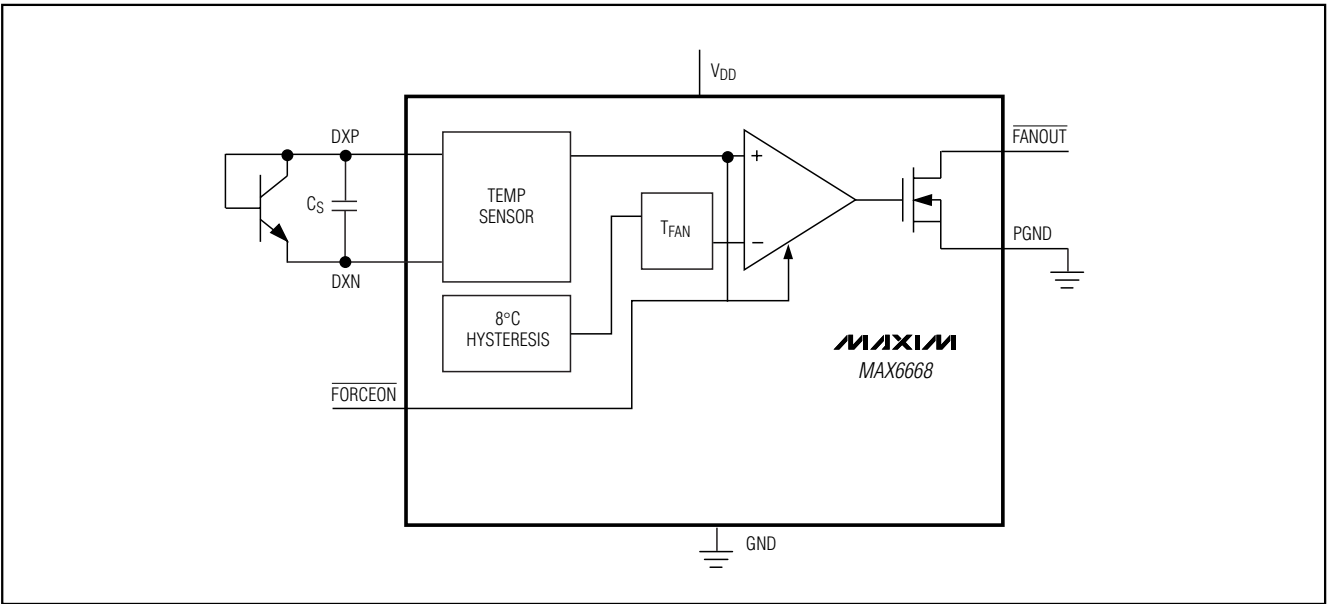 VDD
DXP
FANOUT
TEMP
SENSOR
+
CS
TFAN
PGND
−
DXN
8°C
HYSTERESIS
MAXIM
MAX6668
FORCEON
GND